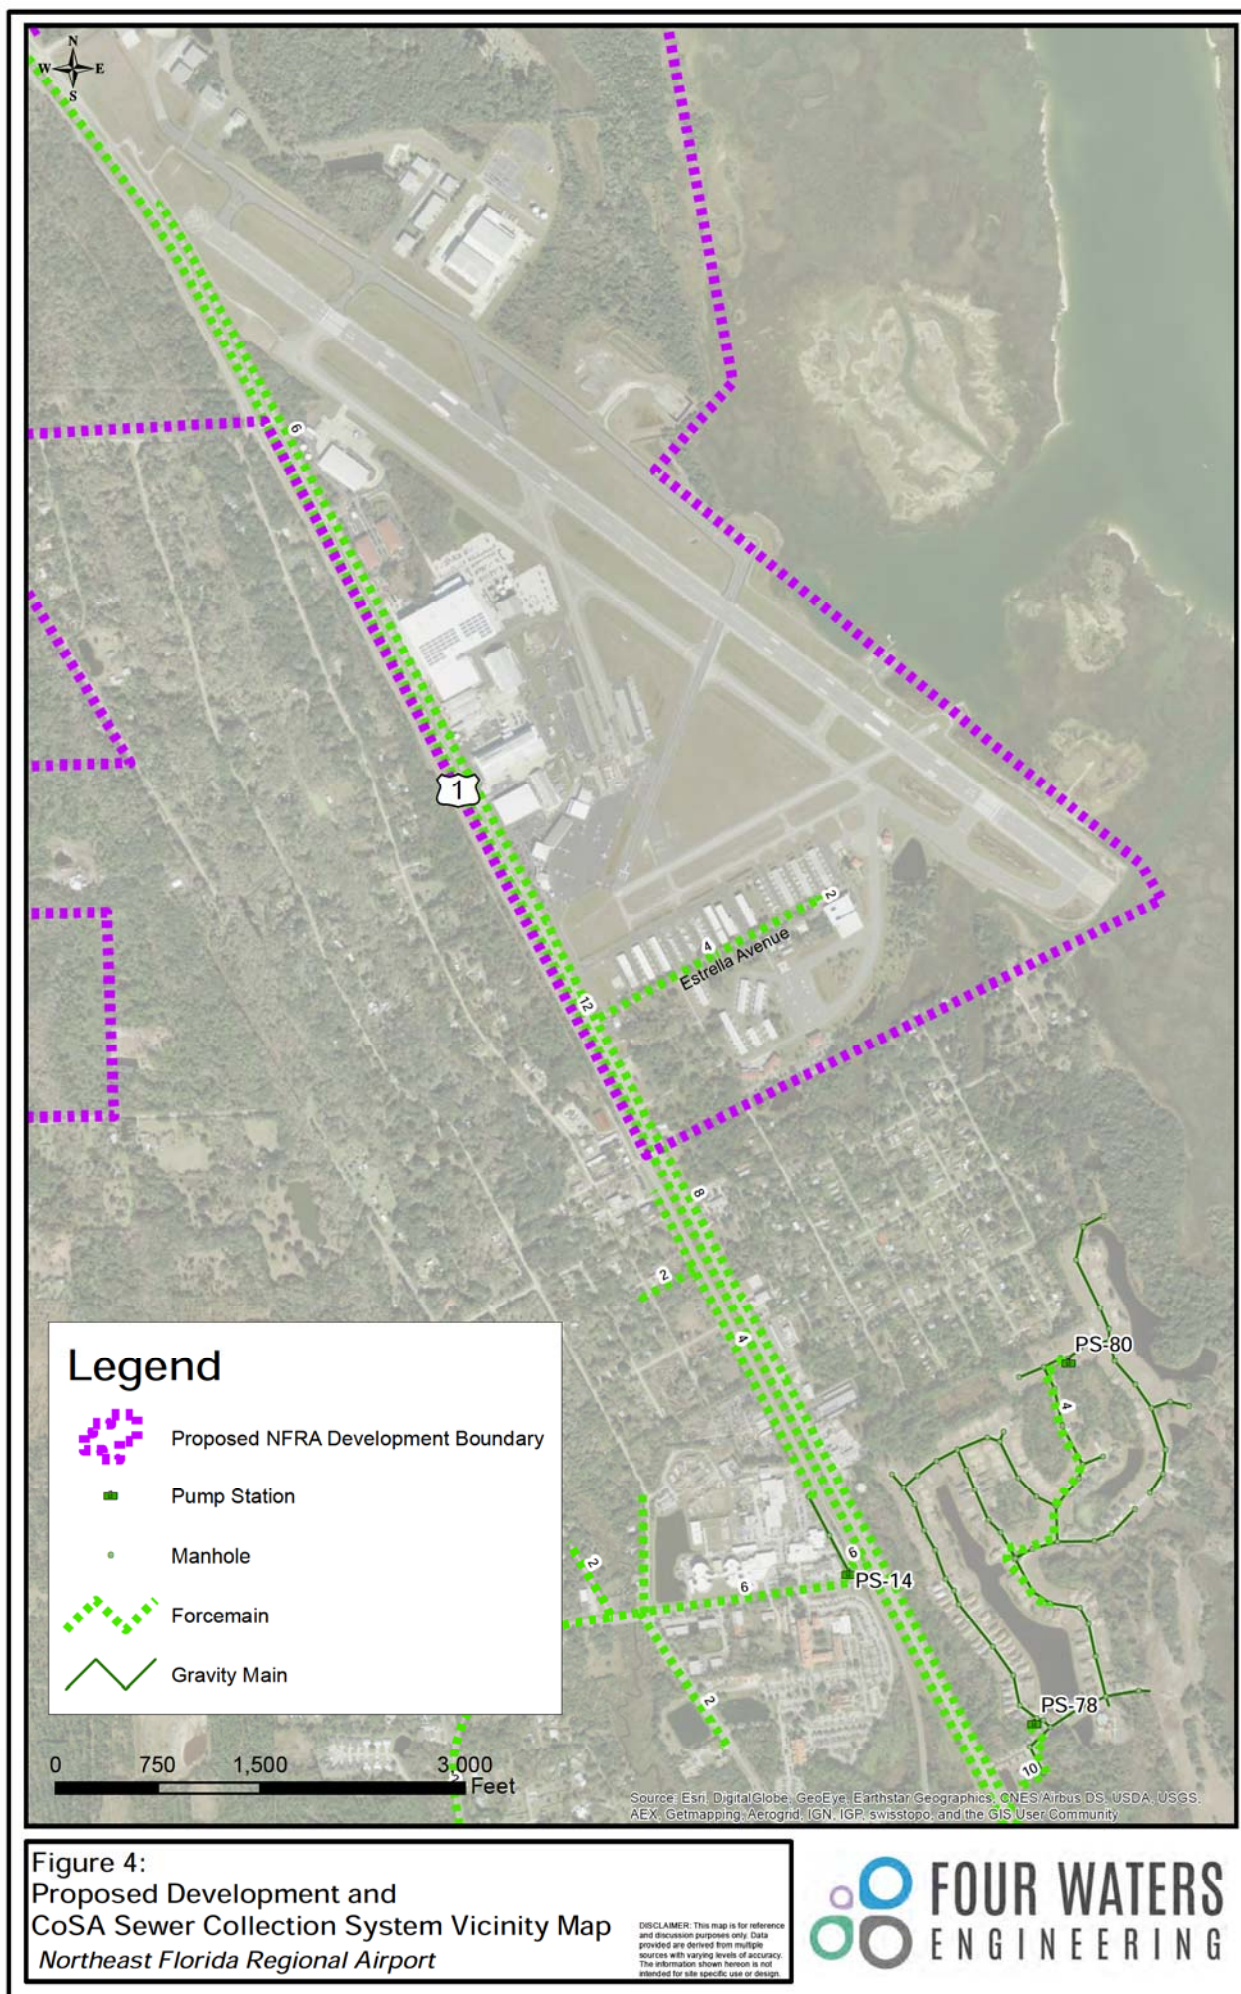 N
W E
S
6
1
2
4
Estrella Avenue
12
8
2
4
PS-80
4
Legend
Proposed NFRA Development Boundary
Pump Station
Manhole
Forcemain
Gravity Main
2
6
6
PS-14
2
PS-78
10
0 750 1,500 3,000
Feet
Source: Esri, DigitalGlobe, GeoEye, Earthstar Geographics, CNES/Airbus DS, USDA, USGS,
AEX, Getmapping, Aerogrid, IGN, IGP, swisstopo, and the GIS User Community
Figure 4:
Proposed Development and
CoSA Sewer Collection System Vicinity Map
Northeast Florida Regional Airport
DISCLAIMER: This map is for reference
and discussion purposes only. Data
provided are derived from multiple
sources with varying levels of accuracy.
The information shown hereon is not
intended for site specific use or design.
FOUR WATERS
ENGINEERING